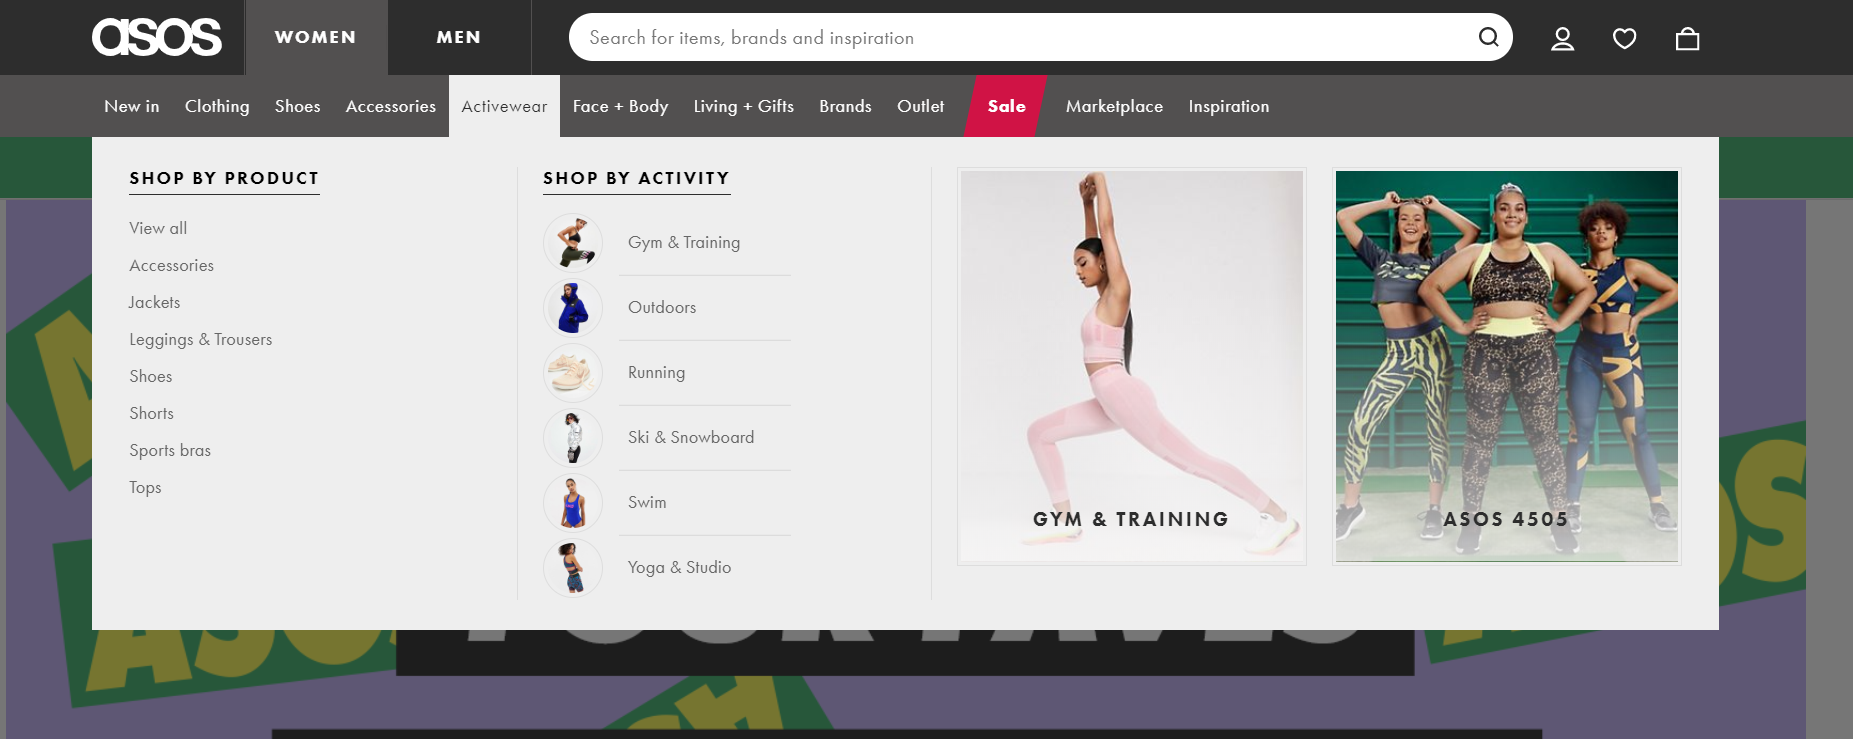 asos
WOMEN
MEN
Search for items, brands and inspiration
New in
Clothing
Shoes
Accessories
Activewear
Face + Body
Living + Gifts
Brands
Outlet
Sale
Marketplace
Inspiration
SHOP BY PRODUCT
View all
Accessories
Jackets
Leggings & Trousers
Shoes
Shorts
Sports bras
Tops
SHOP BY ACTIVITY
Gym & Training
Outdoors
Running
Ski & Snowboard
Swim
Yoga & Studio
GYM & TRAINING
ASOS 4505